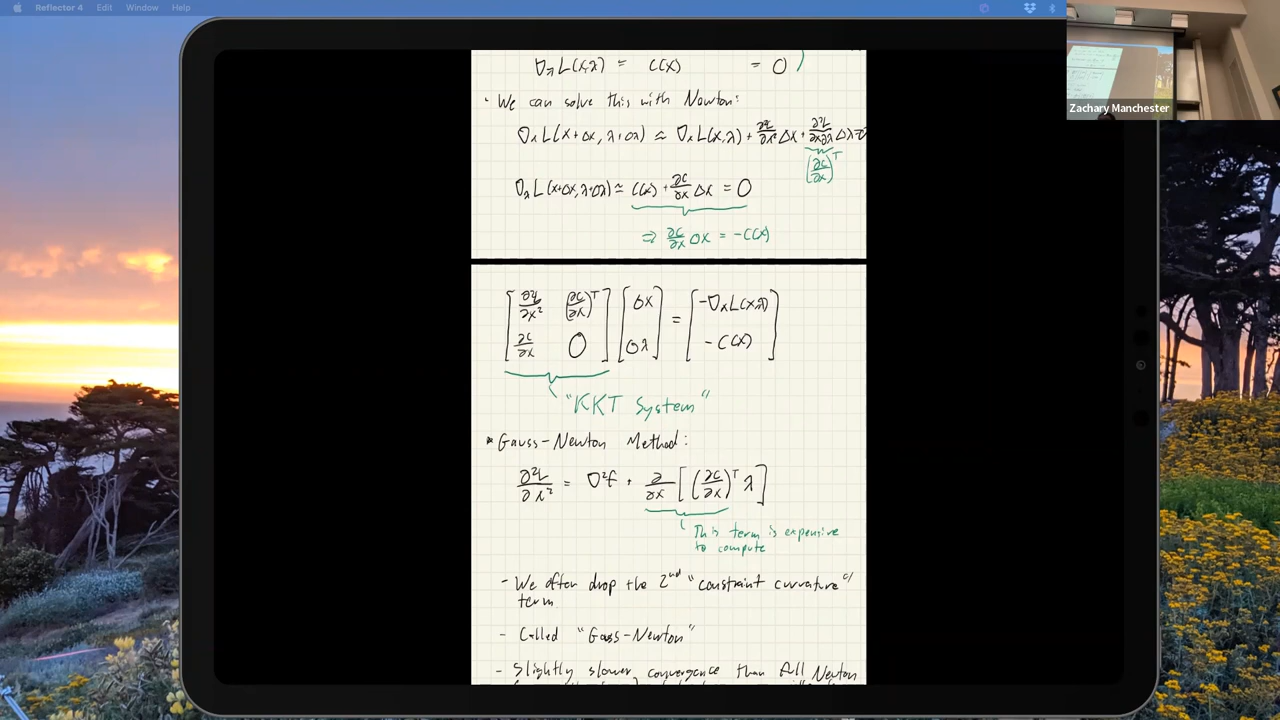 Reflector 4 Edit Window Help
Zachary Manchester
∇λL(x,λ) = C(x) = 0
· We can solve this with Newton:
∇xL(x+Δx, λ+Δλ) ≈ ∇xL(x,λ) + ∂²L/∂x² Δx + ∂²L/∂x∂λ Δλ = 0
(∂C/∂x)ᵀ
∇λL(x+Δx, λ+Δλ) ≈ C(x) + ∂C/∂x Δx = 0
⇒ ∂C/∂x Δx = -C(x)
[∂²L/∂x² (∂C/∂x)ᵀ] [Δx] = [-∇xL(x,λ)]
[∂C/∂x 0] [Δλ] [-C(x)]
"KKT System"
* Gauss-Newton Method:
∂²L/∂x² = ∇²f + ∂/∂x [(∂C/∂x)ᵀ λ]
This term is expensive
to compute
- We often drop the 2nd "constraint curvature"
term
- Called "Gauss-Newton"
- Slightly slower convergence than full Newton